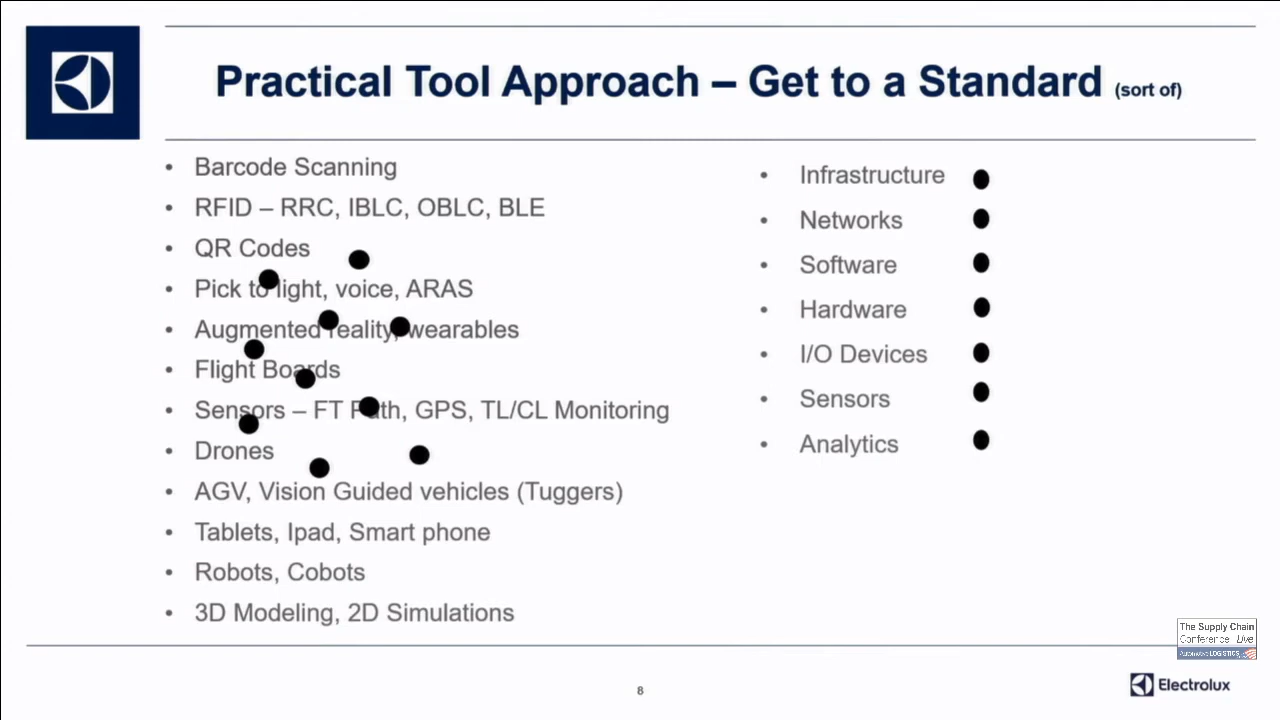 Practical Tool Approach – Get to a Standard (sort of)
• Barcode Scanning
• RFID – RRC, IBLC, OBLC, BLE
• QR Codes
• Pick to light, voice, ARAS
• Augmented reality, wearables
• Flight Boards
• Sensors – FT Path, GPS, TL/CL Monitoring
• Drones
• AGV, Vision Guided vehicles (Tuggers)
• Tablets, Ipad, Smart phone
• Robots, Cobots
• 3D Modeling, 2D Simulations
• Infrastructure
• Networks
• Software
• Hardware
• I/O Devices
• Sensors
• Analytics
The Supply Chain
Conference Live
Automotive LOGISTICS
8
Electrolux